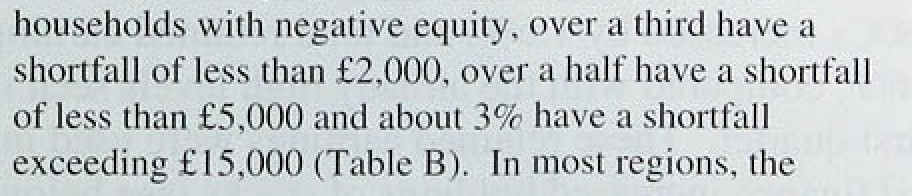 households with negative equity, over a third have a
shortfall of less than £2,000, over a half have a shortfall
of less than £5,000 and about 3% have a shortfall
exceeding £15,000 (Table B).  In most regions, the